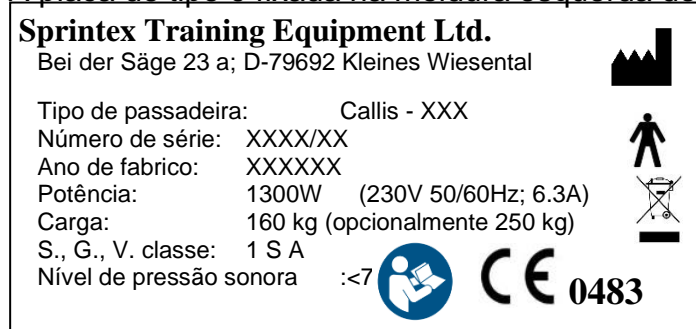 Sprintex Training Equipment Ltd.
Bei der Säge 23 a; D-79692 Kleines Wiesental
Tipo de passadeira: Callis - XXX
Número de série: XXXX/XX
Ano de fabrico: XXXXXX
Potência: 1300W (230V 50/60Hz; 6.3A)
Carga: 160 kg (opcionalmente 250 kg)
S., G., V. classe: 1 S A
Nível de pressão sonora :<7
CE 0483